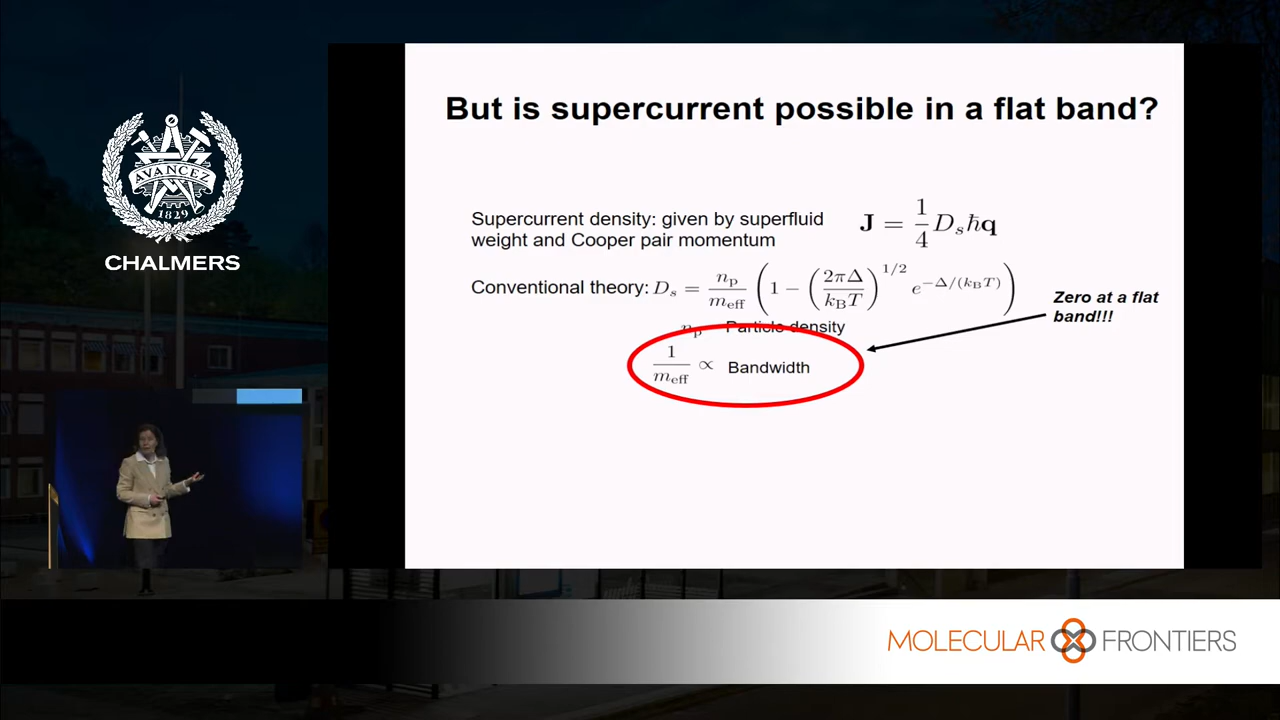 AVANCEZ
1829
CHALMERS
But is supercurrent possible in a flat band?
Supercurrent density: given by superfluid
weight and Cooper pair momentum
J = 1/4 D_s ħq
Conventional theory: D_s = n_p/m_eff (1 − (2πΔ/k_BT)^{1/2} e^{−Δ/(k_BT)})
n_p Particle density
1/m_eff ∝ Bandwidth
Zero at a flat
band!!!
MOLECULAR FRONTIERS